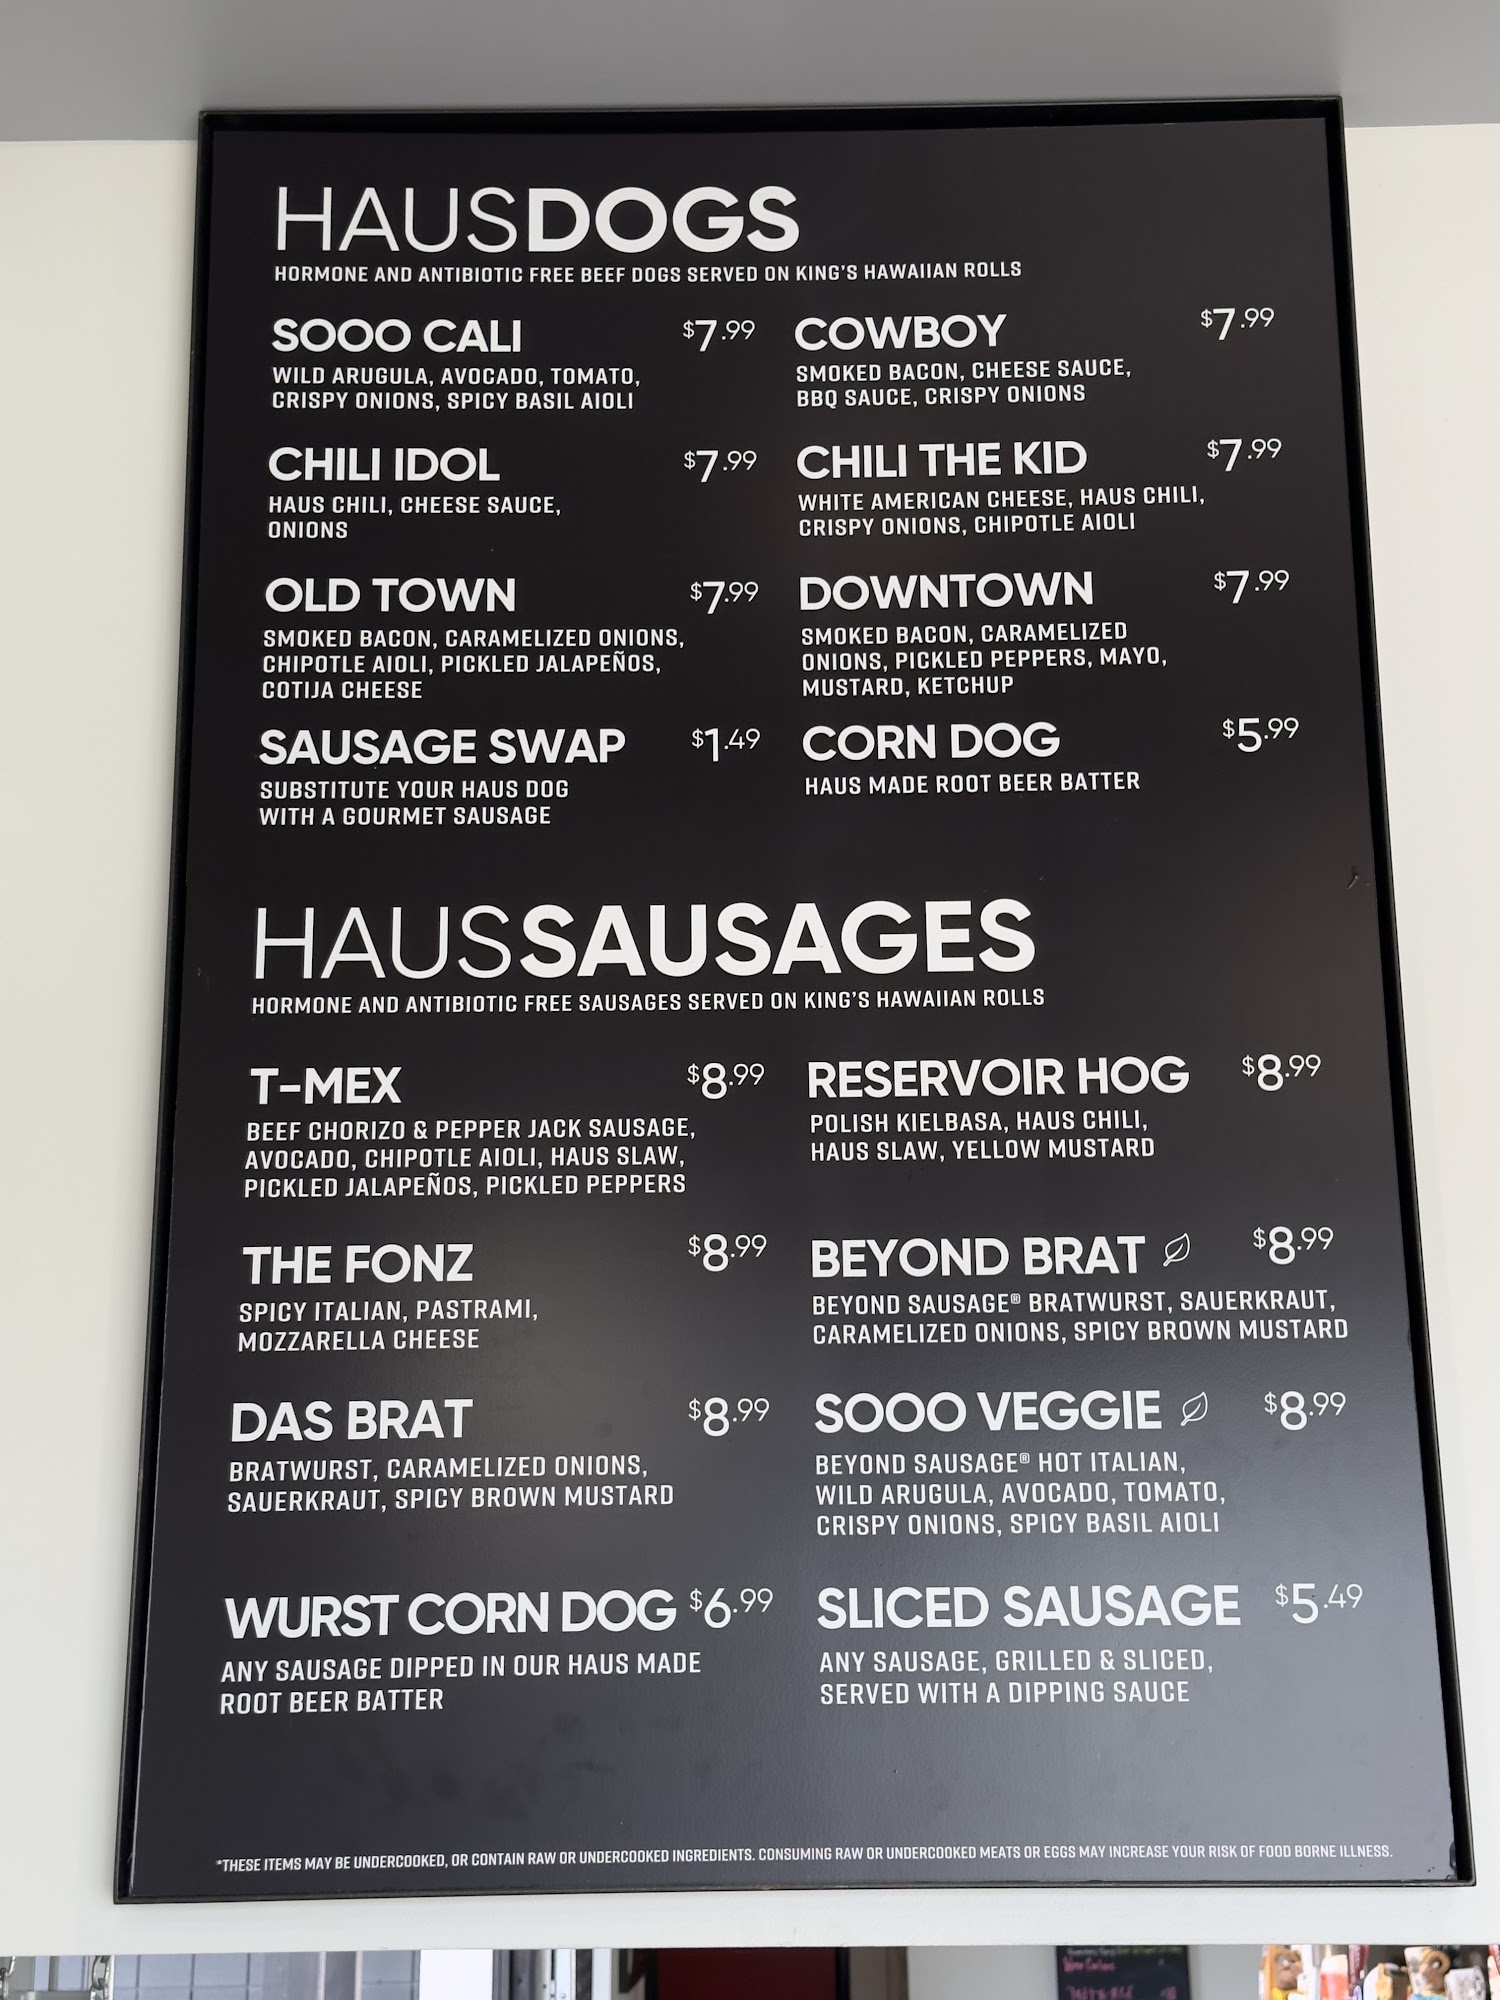 HAUSDOGS
HORMONE AND ANTIBIOTIC FREE BEEF DOGS SERVED ON KING'S HAWAIIAN ROLLS
SOOO CALI $7.99
WILD ARUGULA, AVOCADO, TOMATO,
CRISPY ONIONS, SPICY BASIL AIOLI
COWBOY $7.99
SMOKED BACON, CHEESE SAUCE,
BBQ SAUCE, CRISPY ONIONS
CHILI IDOL $7.99
HAUS CHILI, CHEESE SAUCE,
ONIONS
CHILI THE KID $7.99
WHITE AMERICAN CHEESE, HAUS CHILI,
CRISPY ONIONS, CHIPOTLE AIOLI
OLD TOWN $7.99
SMOKED BACON, CARAMELIZED ONIONS,
CHIPOTLE AIOLI, PICKLED JALAPEÑOS,
COTIJA CHEESE
DOWNTOWN $7.99
SMOKED BACON, CARAMELIZED
ONIONS, PICKLED PEPPERS, MAYO,
MUSTARD, KETCHUP
SAUSAGE SWAP $1.49
SUBSTITUTE YOUR HAUS DOG
WITH A GOURMET SAUSAGE
CORN DOG $5.99
HAUS MADE ROOT BEER BATTER
HAUSSAUSAGES
HORMONE AND ANTIBIOTIC FREE SAUSAGES SERVED ON KING'S HAWAIIAN ROLLS
T-MEX $8.99
BEEF CHORIZO & PEPPER JACK SAUSAGE,
AVOCADO, CHIPOTLE AIOLI, HAUS SLAW,
PICKLED JALAPEÑOS, PICKLED PEPPERS
RESERVOIR HOG $8.99
POLISH KIELBASA, HAUS CHILI,
HAUS SLAW, YELLOW MUSTARD
THE FONZ $8.99
SPICY ITALIAN, PASTRAMI,
MOZZARELLA CHEESE
BEYOND BRAT $8.99
BEYOND SAUSAGE® BRATWURST, SAUERKRAUT,
CARAMELIZED ONIONS, SPICY BROWN MUSTARD
DAS BRAT $8.99
BRATWURST, CARAMELIZED ONIONS,
SAUERKRAUT, SPICY BROWN MUSTARD
SOOO VEGGIE $8.99
BEYOND SAUSAGE® HOT ITALIAN,
WILD ARUGULA, AVOCADO, TOMATO,
CRISPY ONIONS, SPICY BASIL AIOLI
WURST CORN DOG $6.99
ANY SAUSAGE DIPPED IN OUR HAUS MADE
ROOT BEER BATTER
SLICED SAUSAGE $5.49
ANY SAUSAGE, GRILLED & SLICED,
SERVED WITH A DIPPING SAUCE
*THESE ITEMS MAY BE UNDERCOOKED, OR CONTAIN RAW OR UNDERCOOKED INGREDIENTS. CONSUMING RAW OR UNDERCOOKED MEATS OR EGGS MAY INCREASE YOUR RISK OF FOOD BORNE ILLNESS.